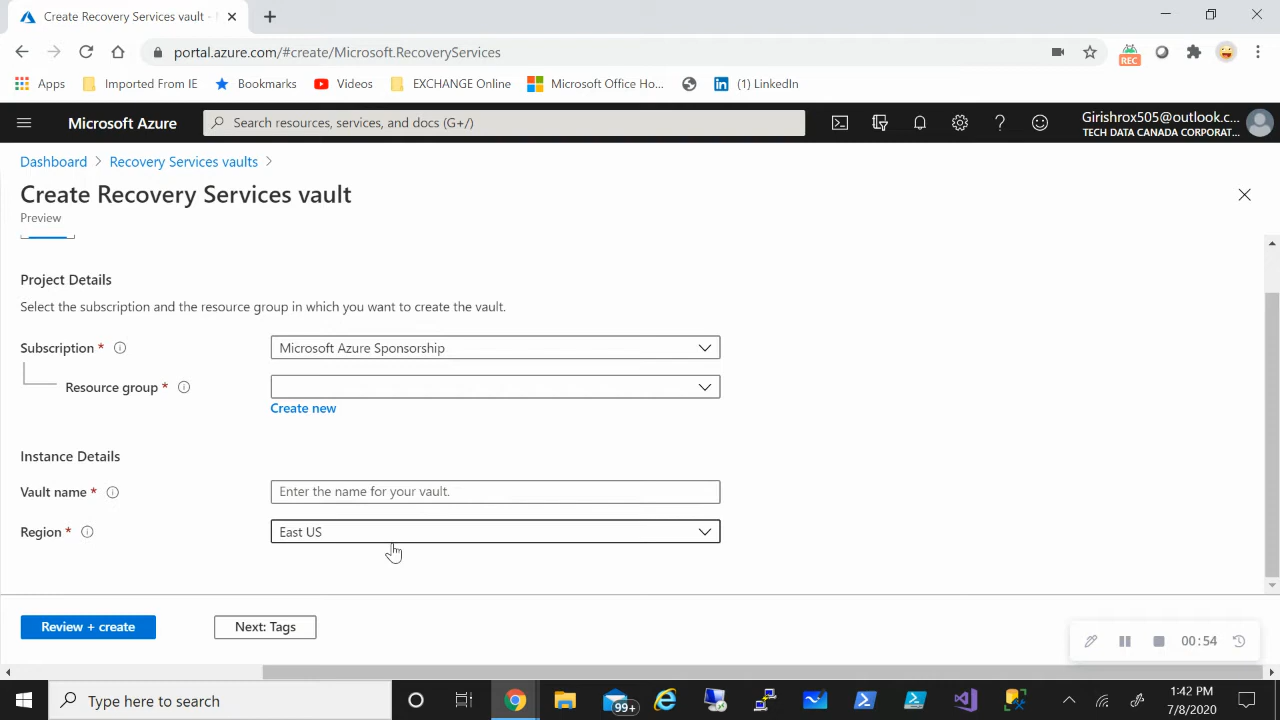 Create Recovery Services vault -
portal.azure.com/#create/Microsoft.RecoveryServices
REC
Apps
Imported From IE
Bookmarks
Videos
EXCHANGE Online
Microsoft Office Ho...
(1) LinkedIn
Microsoft Azure
Search resources, services, and docs (G+/)
Girishrox505@outlook.c...
TECH DATA CANADA CORPORAT...
Dashboard > Recovery Services vaults >
Create Recovery Services vault
Preview
Project Details
Select the subscription and the resource group in which you want to create the vault.
Subscription *
Microsoft Azure Sponsorship
Resource group *
Create new
Instance Details
Vault name *
Enter the name for your vault.
Region *
East US
Review + create
Next: Tags
00:54
Type here to search
99+
1:42 PM
7/8/2020